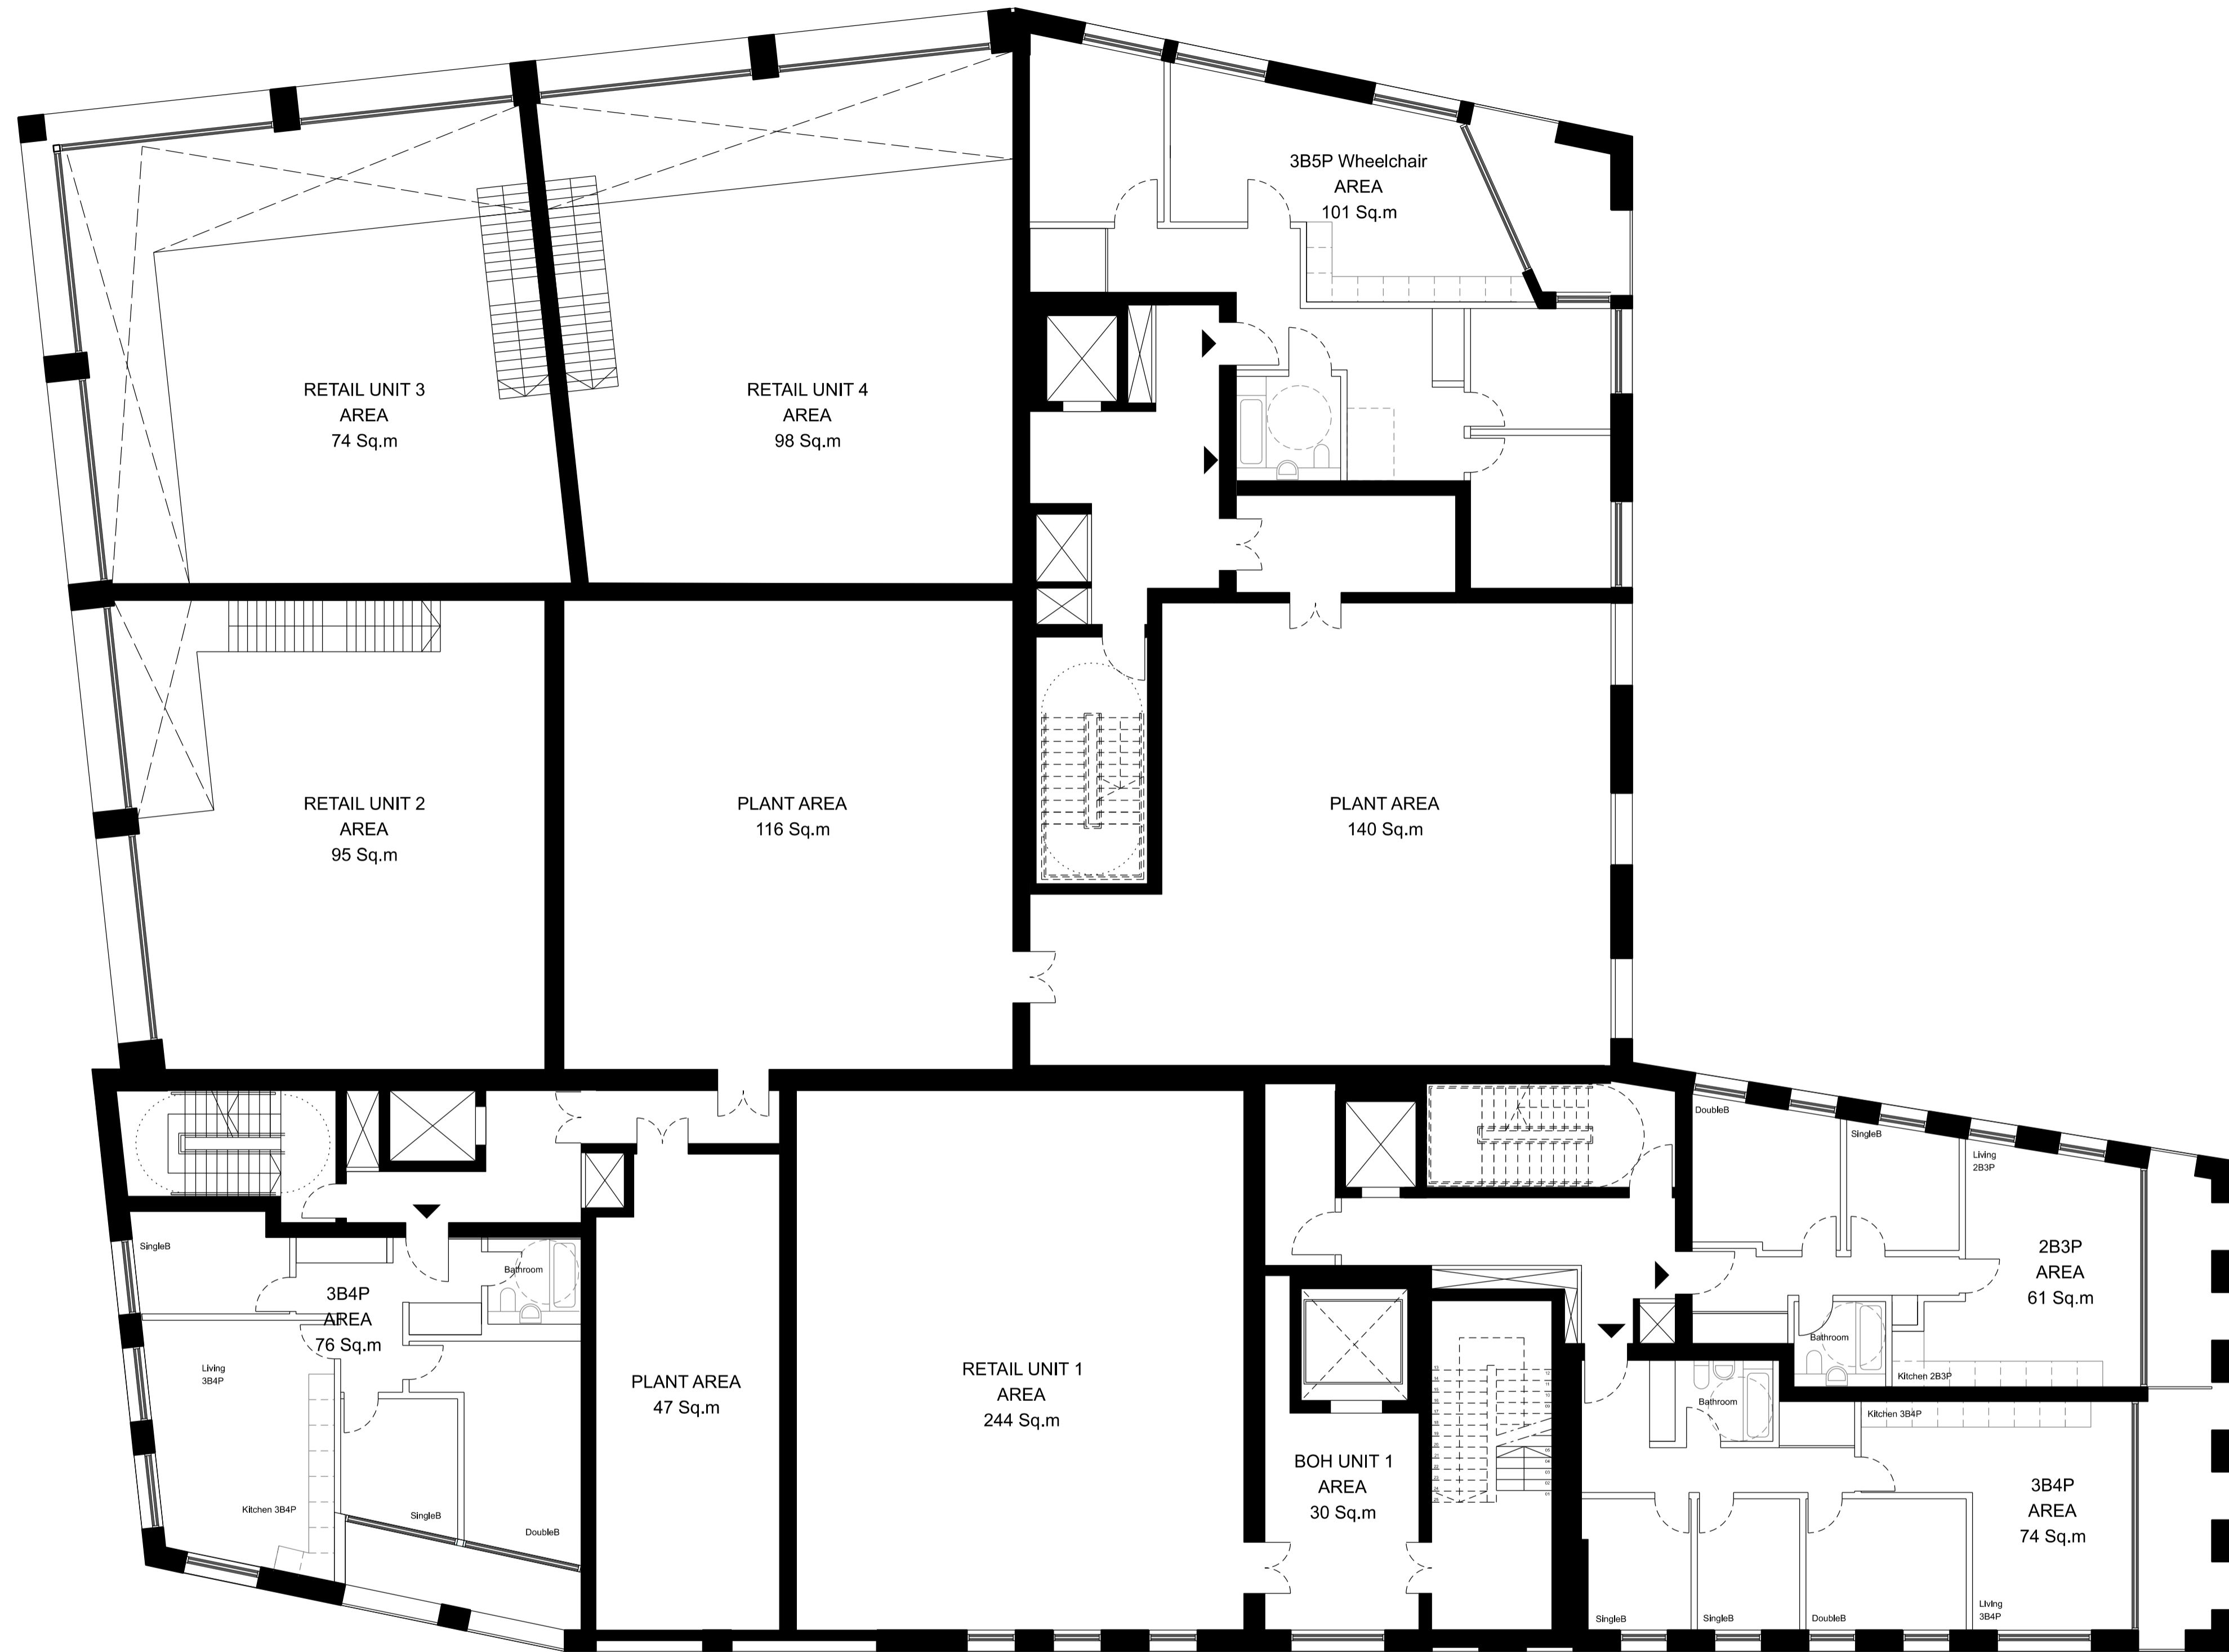 3B5P Wheelchair
AREA
101 Sq.m
RETAIL UNIT 3
AREA
74 Sq.m
RETAIL UNIT 4
AREA
98 Sq.m
RETAIL UNIT 2
AREA
95 Sq.m
PLANT AREA
116 Sq.m
PLANT AREA
140 Sq.m
SingleB
Bathroom
3B4P
AREA
76 Sq.m
Living
3B4P
Kitchen 3B4P
SingleB
DoubleB
PLANT AREA
47 Sq.m
RETAIL UNIT 1
AREA
244 Sq.m
BOH UNIT 1
AREA
30 Sq.m
DoubleB
SingleB
Living
2B3P
2B3P
AREA
61 Sq.m
Bathroom
Kitchen 2B3P
Bathroom
Kitchen 3B4P
3B4P
AREA
74 Sq.m
SingleB
SingleB
DoubleB
Living
3B4P